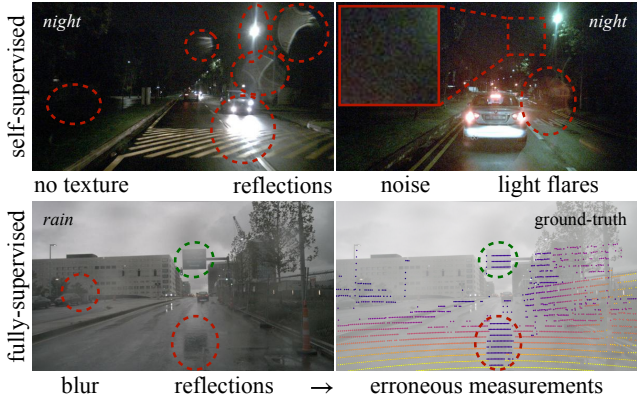 self-supervised
night
night
no texture
reflections
noise
light flares
fully-supervised
rain
ground-truth
blur
reflections
→
erroneous measurements